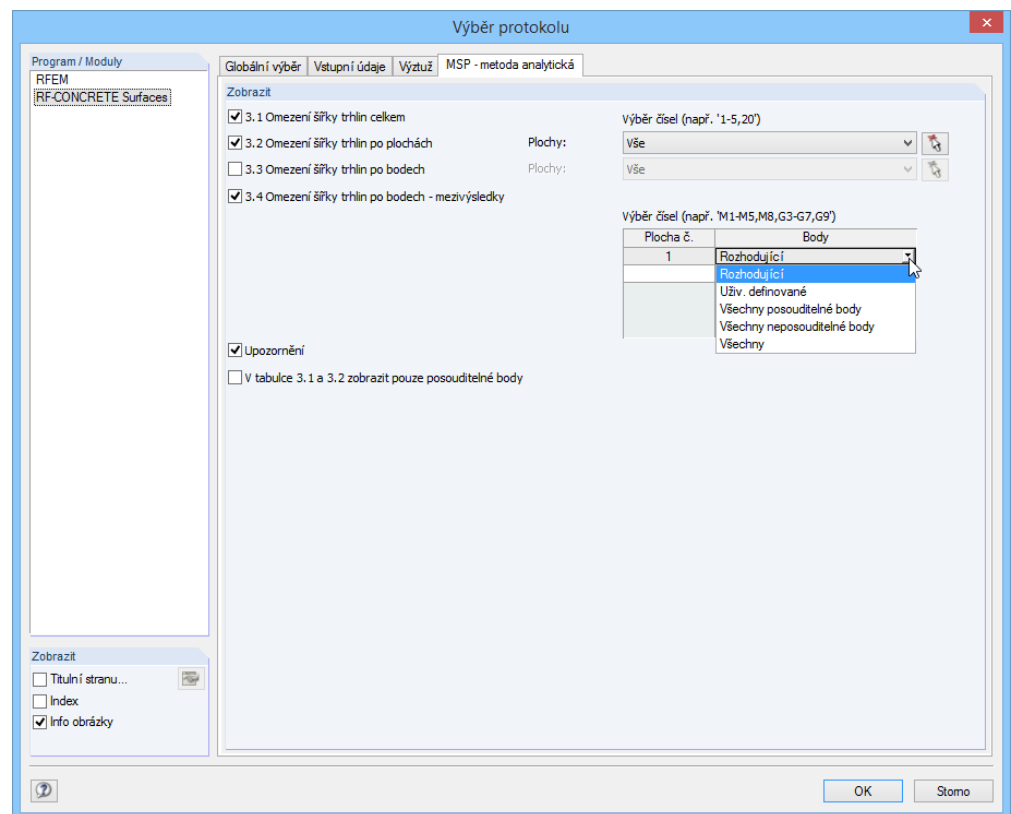 Výběr protokolu
Program / Moduly
RFEM
RF-CONCRETE Surfaces
Globální výběr
Vstupní údaje
Výztuž
MSP - metoda analytická
Zobrazit
3.1 Omezení šířky trhlin celkem
Výběr čísel (např. '1-5,20')
3.2 Omezení šířky trhlin po plochách
Plochy:
Vše
3.3 Omezení šířky trhlin po bodech
Plochy:
Vše
3.4 Omezení šířky trhlin po bodech - mezivýsledky
Výběr čísel (např. 'M1-M5,M8,G3-G7,G9')
Plocha č.
Body
1
Rozhodující
Rozhodující
Uživ. definované
Všechny posouditelné body
Všechny neposouditelné body
Všechny
Upozornění
V tabulce 3.1 a 3.2 zobrazit pouze posouditelné body
Zobrazit
Titulní stranu...
Index
Info obrázky
OK
Storno